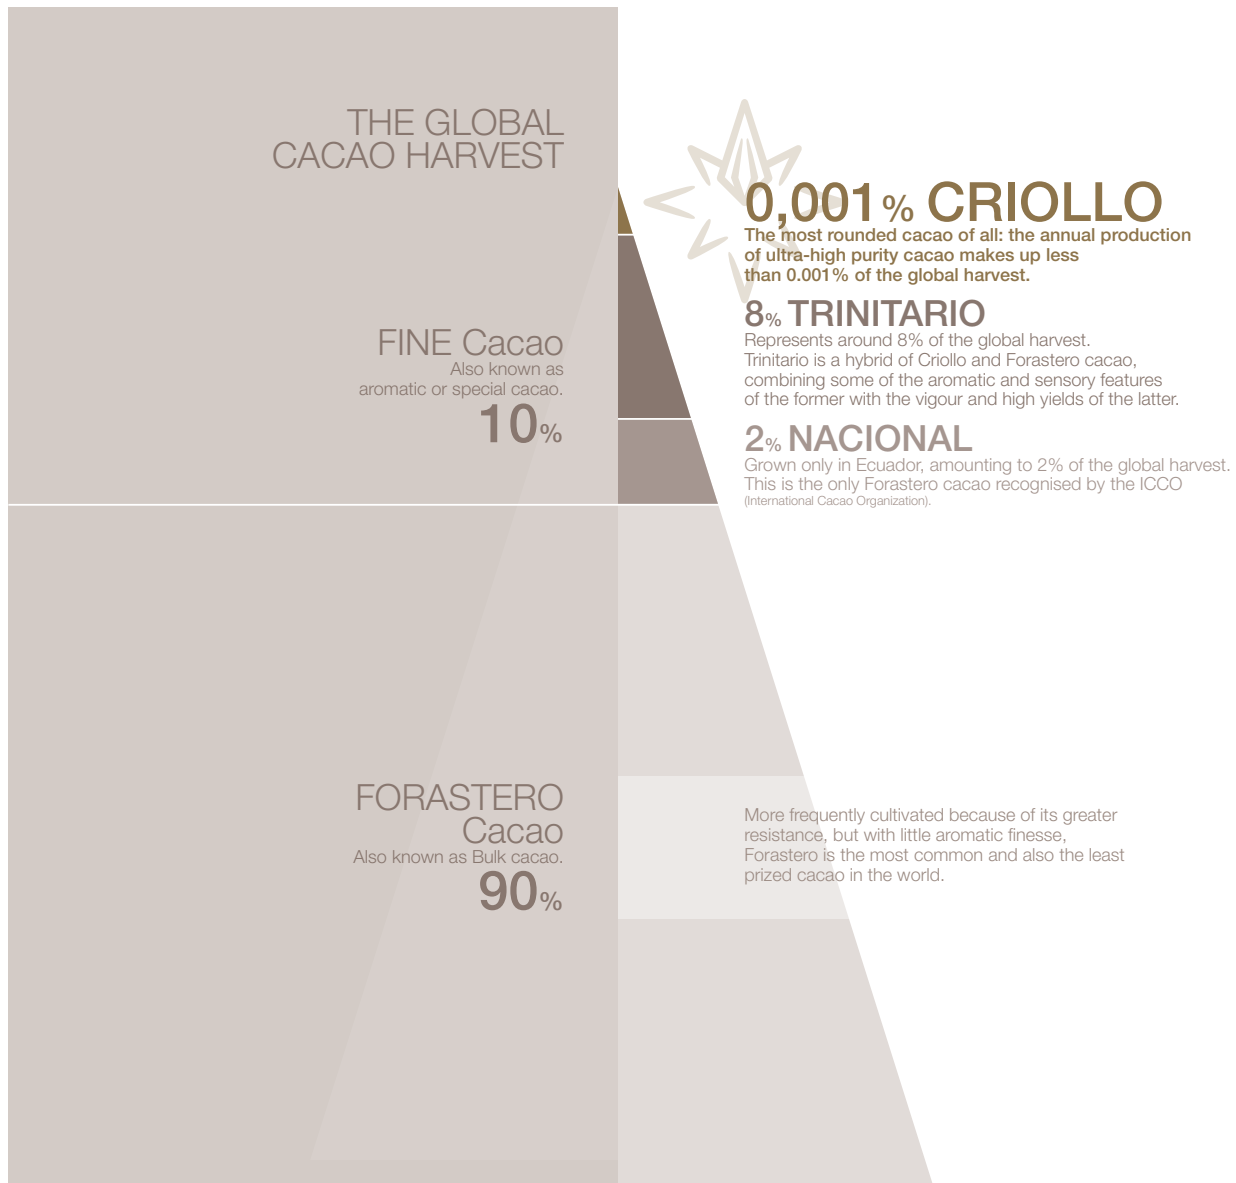 THE GLOBAL
CACAO HARVEST
0,001% CRIOLLO
The most rounded cacao of all: the annual production
of ultra-high purity cacao makes up less
than 0.001% of the global harvest.
FINE Cacao
Also known as
aromatic or special cacao.
10%
8% TRINITARIO
Represents around 8% of the global harvest.
Trinitario is a hybrid of Criollo and Forastero cacao,
combining some of the aromatic and sensory features
of the former with the vigour and high yields of the latter.
2% NACIONAL
Grown only in Ecuador, amounting to 2% of the global harvest.
This is the only Forastero cacao recognised by the ICCO
(International Cacao Organization).
FORASTERO
Cacao
Also known as Bulk cacao.
90%
More frequently cultivated because of its greater
resistance, but with little aromatic finesse,
Forastero is the most common and also the least
prized cacao in the world.